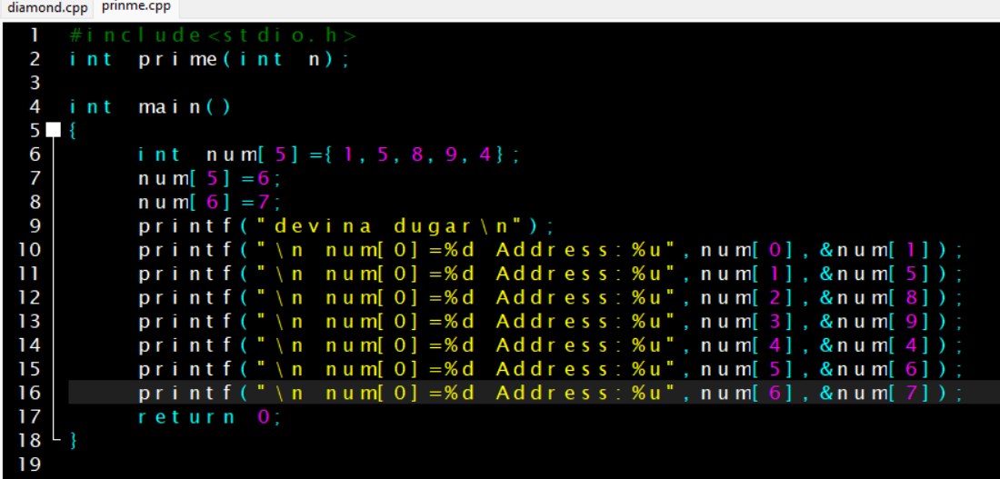 diamond.cpp prinme.cpp
1 #include<stdio.h>
2 int prime(int n);
3
4 int main()
5 {
6 int num[5]={1,5,8,9,4};
7 num[5]=6;
8 num[6]=7;
9 printf("devina dugar\n");
10 printf("\n num[0]=%d Address:%u",num[0],&num[1]);
11 printf("\n num[0]=%d Address:%u",num[1],&num[5]);
12 printf("\n num[0]=%d Address:%u",num[2],&num[8]);
13 printf("\n num[0]=%d Address:%u",num[3],&num[9]);
14 printf("\n num[0]=%d Address:%u",num[4],&num[4]);
15 printf("\n num[0]=%d Address:%u",num[5],&num[6]);
16 printf("\n num[0]=%d Address:%u",num[6],&num[7]);
17 return 0;
18 }
19